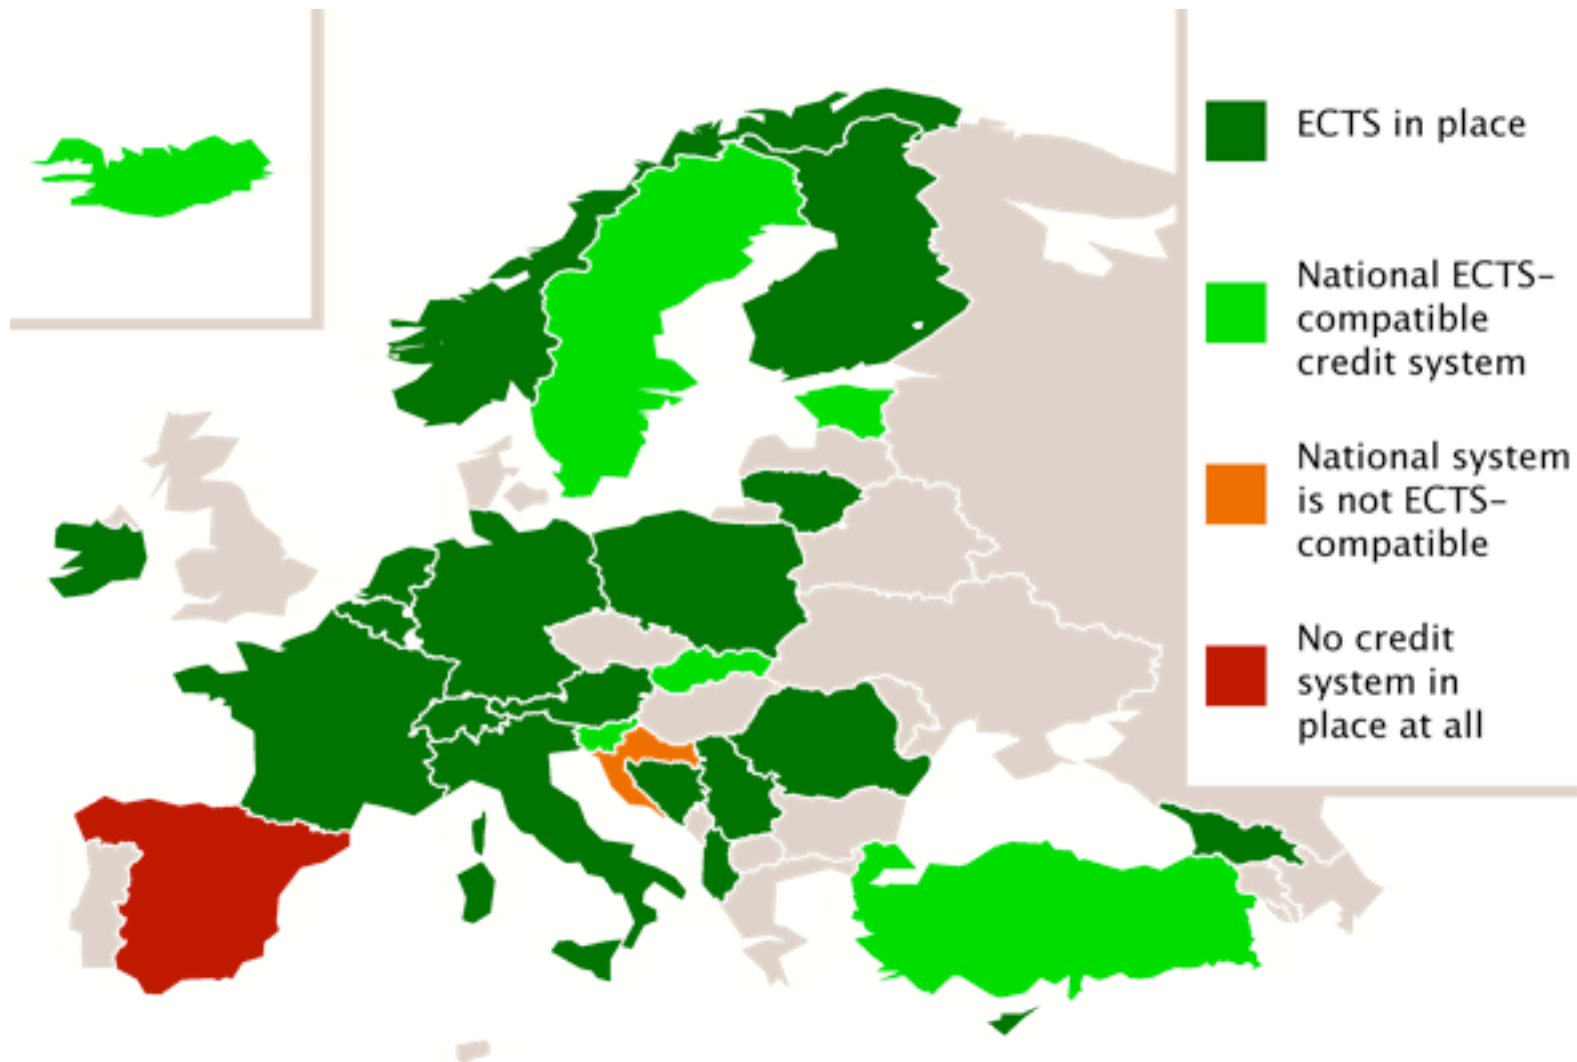 ECTS in place
National ECTS-
compatible
credit system
National system
is not ECTS-
compatible
No credit
system in
place at all